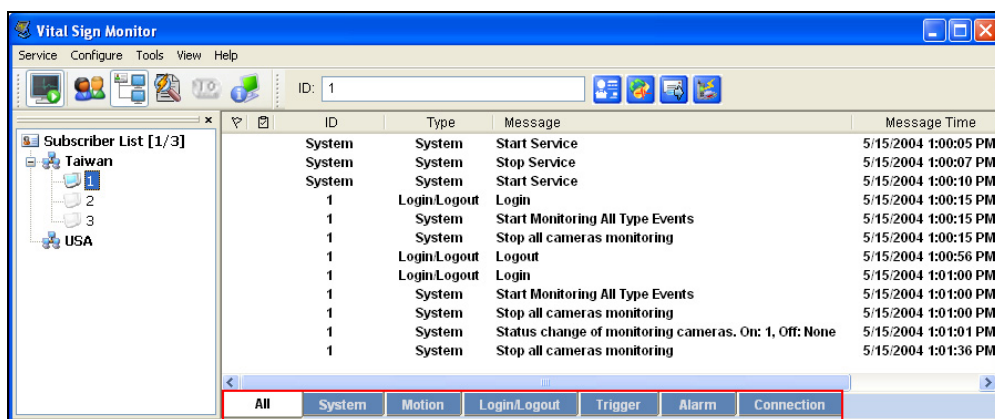 Vital Sign Monitor
Service Configure Tools View Help
ID: 1
Subscriber List [1/3]
Taiwan
1
2
3
USA
ID Type Message Message Time
System System Start Service 5/15/2004 1:00:05 PM
System System Stop Service 5/15/2004 1:00:07 PM
System System Start Service 5/15/2004 1:00:10 PM
1 Login/Logout Login 5/15/2004 1:00:15 PM
1 System Start Monitoring All Type Events 5/15/2004 1:00:15 PM
1 System Stop all cameras monitoring 5/15/2004 1:00:15 PM
1 Login/Logout Logout 5/15/2004 1:00:56 PM
1 Login/Logout Login 5/15/2004 1:01:00 PM
1 System Start Monitoring All Type Events 5/15/2004 1:01:00 PM
1 System Stop all cameras monitoring 5/15/2004 1:01:00 PM
1 System Status change of monitoring cameras. On: 1, Off: None 5/15/2004 1:01:01 PM
1 System Stop all cameras monitoring 5/15/2004 1:01:36 PM
All System Motion Login/Logout Trigger Alarm Connection